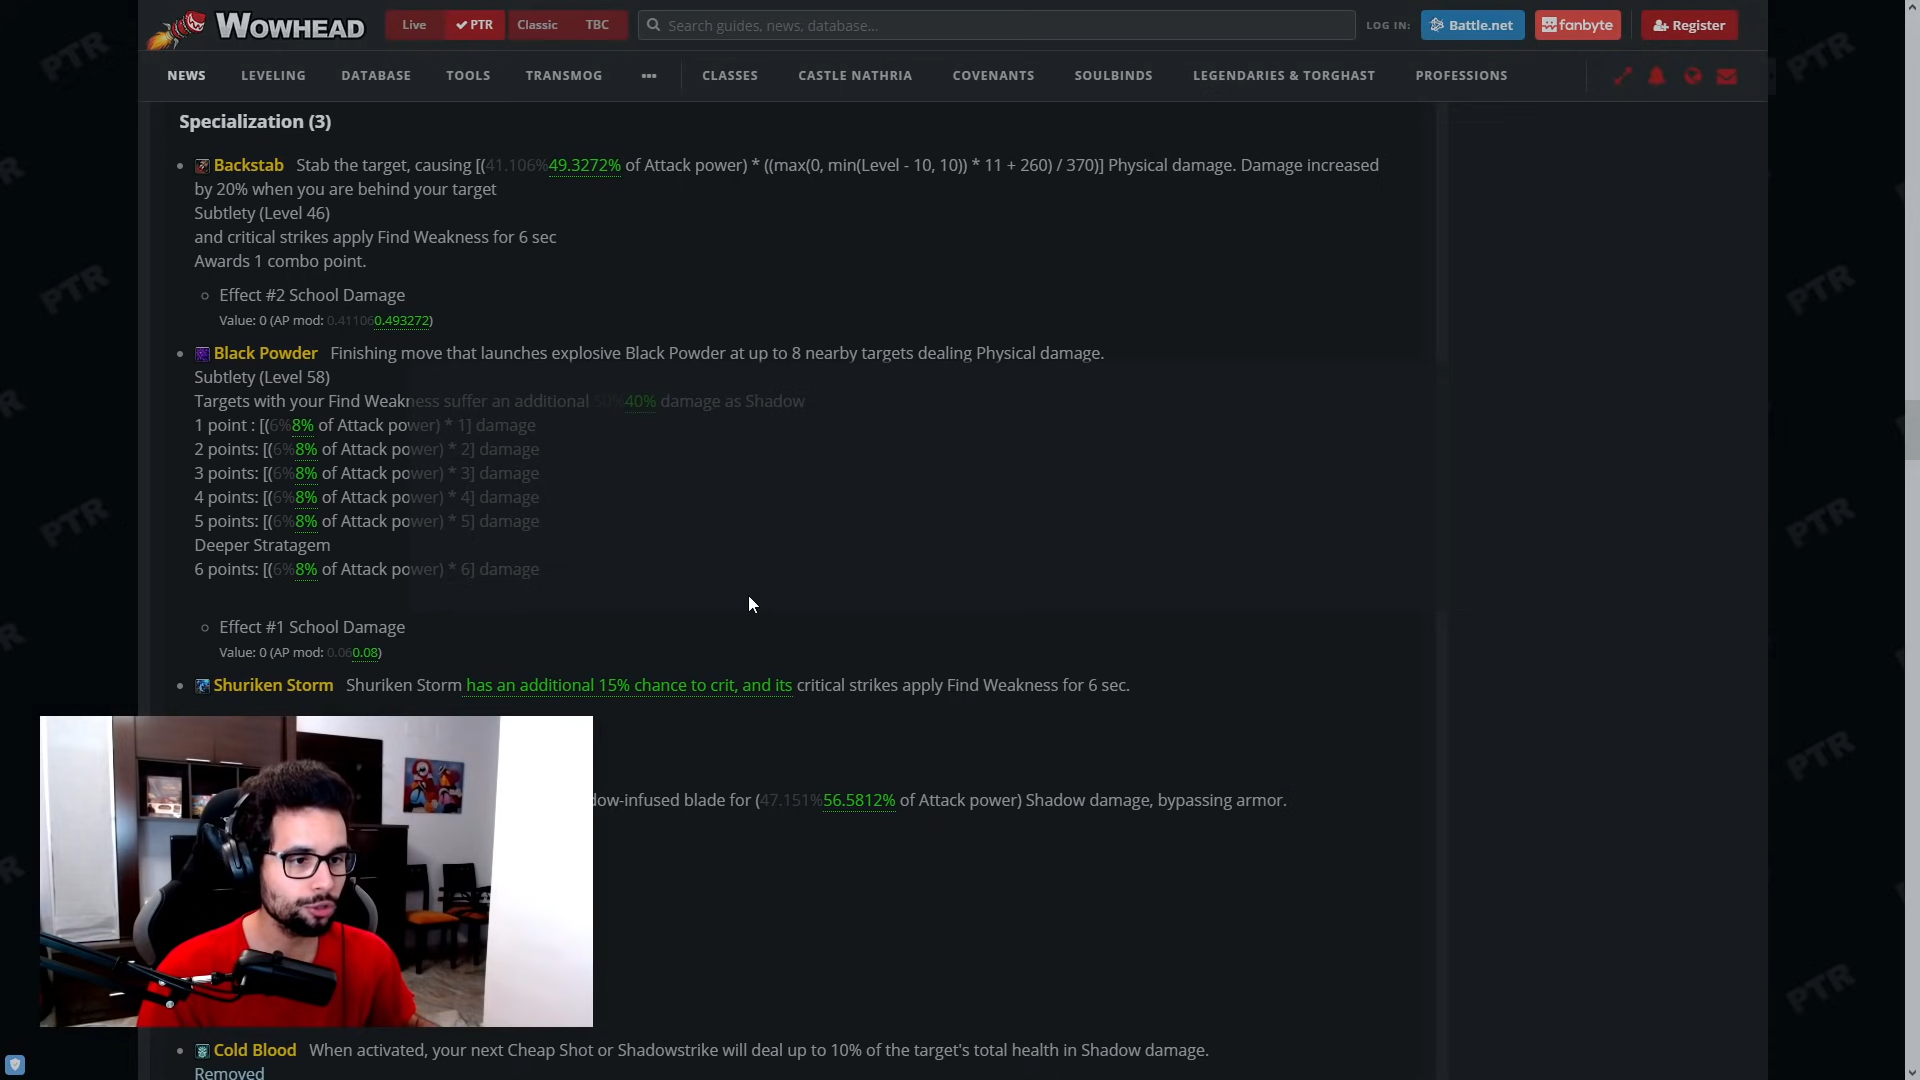 WOWHEAD
Live PTR Classic TBC
Search guides, news, database...
LOG IN: Battle.net fanbyte Register
NEWS LEVELING DATABASE TOOLS TRANSMOG ••• CLASSES CASTLE NATHRIA COVENANTS SOULBINDS LEGENDARIES & TORGHAST PROFESSIONS
Specialization (3)
• Backstab Stab the target, causing [(41.106%49.3272% of Attack power) * ((max(0, min(Level - 10, 10)) * 11 + 260) / 370)] Physical damage. Damage increased
by 20% when you are behind your target
Subtlety (Level 46)
and critical strikes apply Find Weakness for 6 sec
Awards 1 combo point.
Effect #2 School Damage
Value: 0 (AP mod: 0.411060.493272)
• Black Powder Finishing move that launches explosive Black Powder at up to 8 nearby targets dealing Physical damage.
Subtlety (Level 58)
Targets with your Find Weakness suffer an additional 50%40% damage as Shadow
1 point : [(6%8% of Attack power) * 1] damage
2 points: [(6%8% of Attack power) * 2] damage
3 points: [(6%8% of Attack power) * 3] damage
4 points: [(6%8% of Attack power) * 4] damage
5 points: [(6%8% of Attack power) * 5] damage
Deeper Stratagem
6 points: [(6%8% of Attack power) * 6] damage
Effect #1 School Damage
Value: 0 (AP mod: 0.060.08)
• Shuriken Storm Shuriken Storm has an additional 15% chance to crit, and its critical strikes apply Find Weakness for 6 sec.
dow-infused blade for (47.151%56.5812% of Attack power) Shadow damage, bypassing armor.
• Cold Blood When activated, your next Cheap Shot or Shadowstrike will deal up to 10% of the target's total health in Shadow damage.
Removed
PTR
PTR
PTR
PTR
PTR
PTR
PTR
PTR